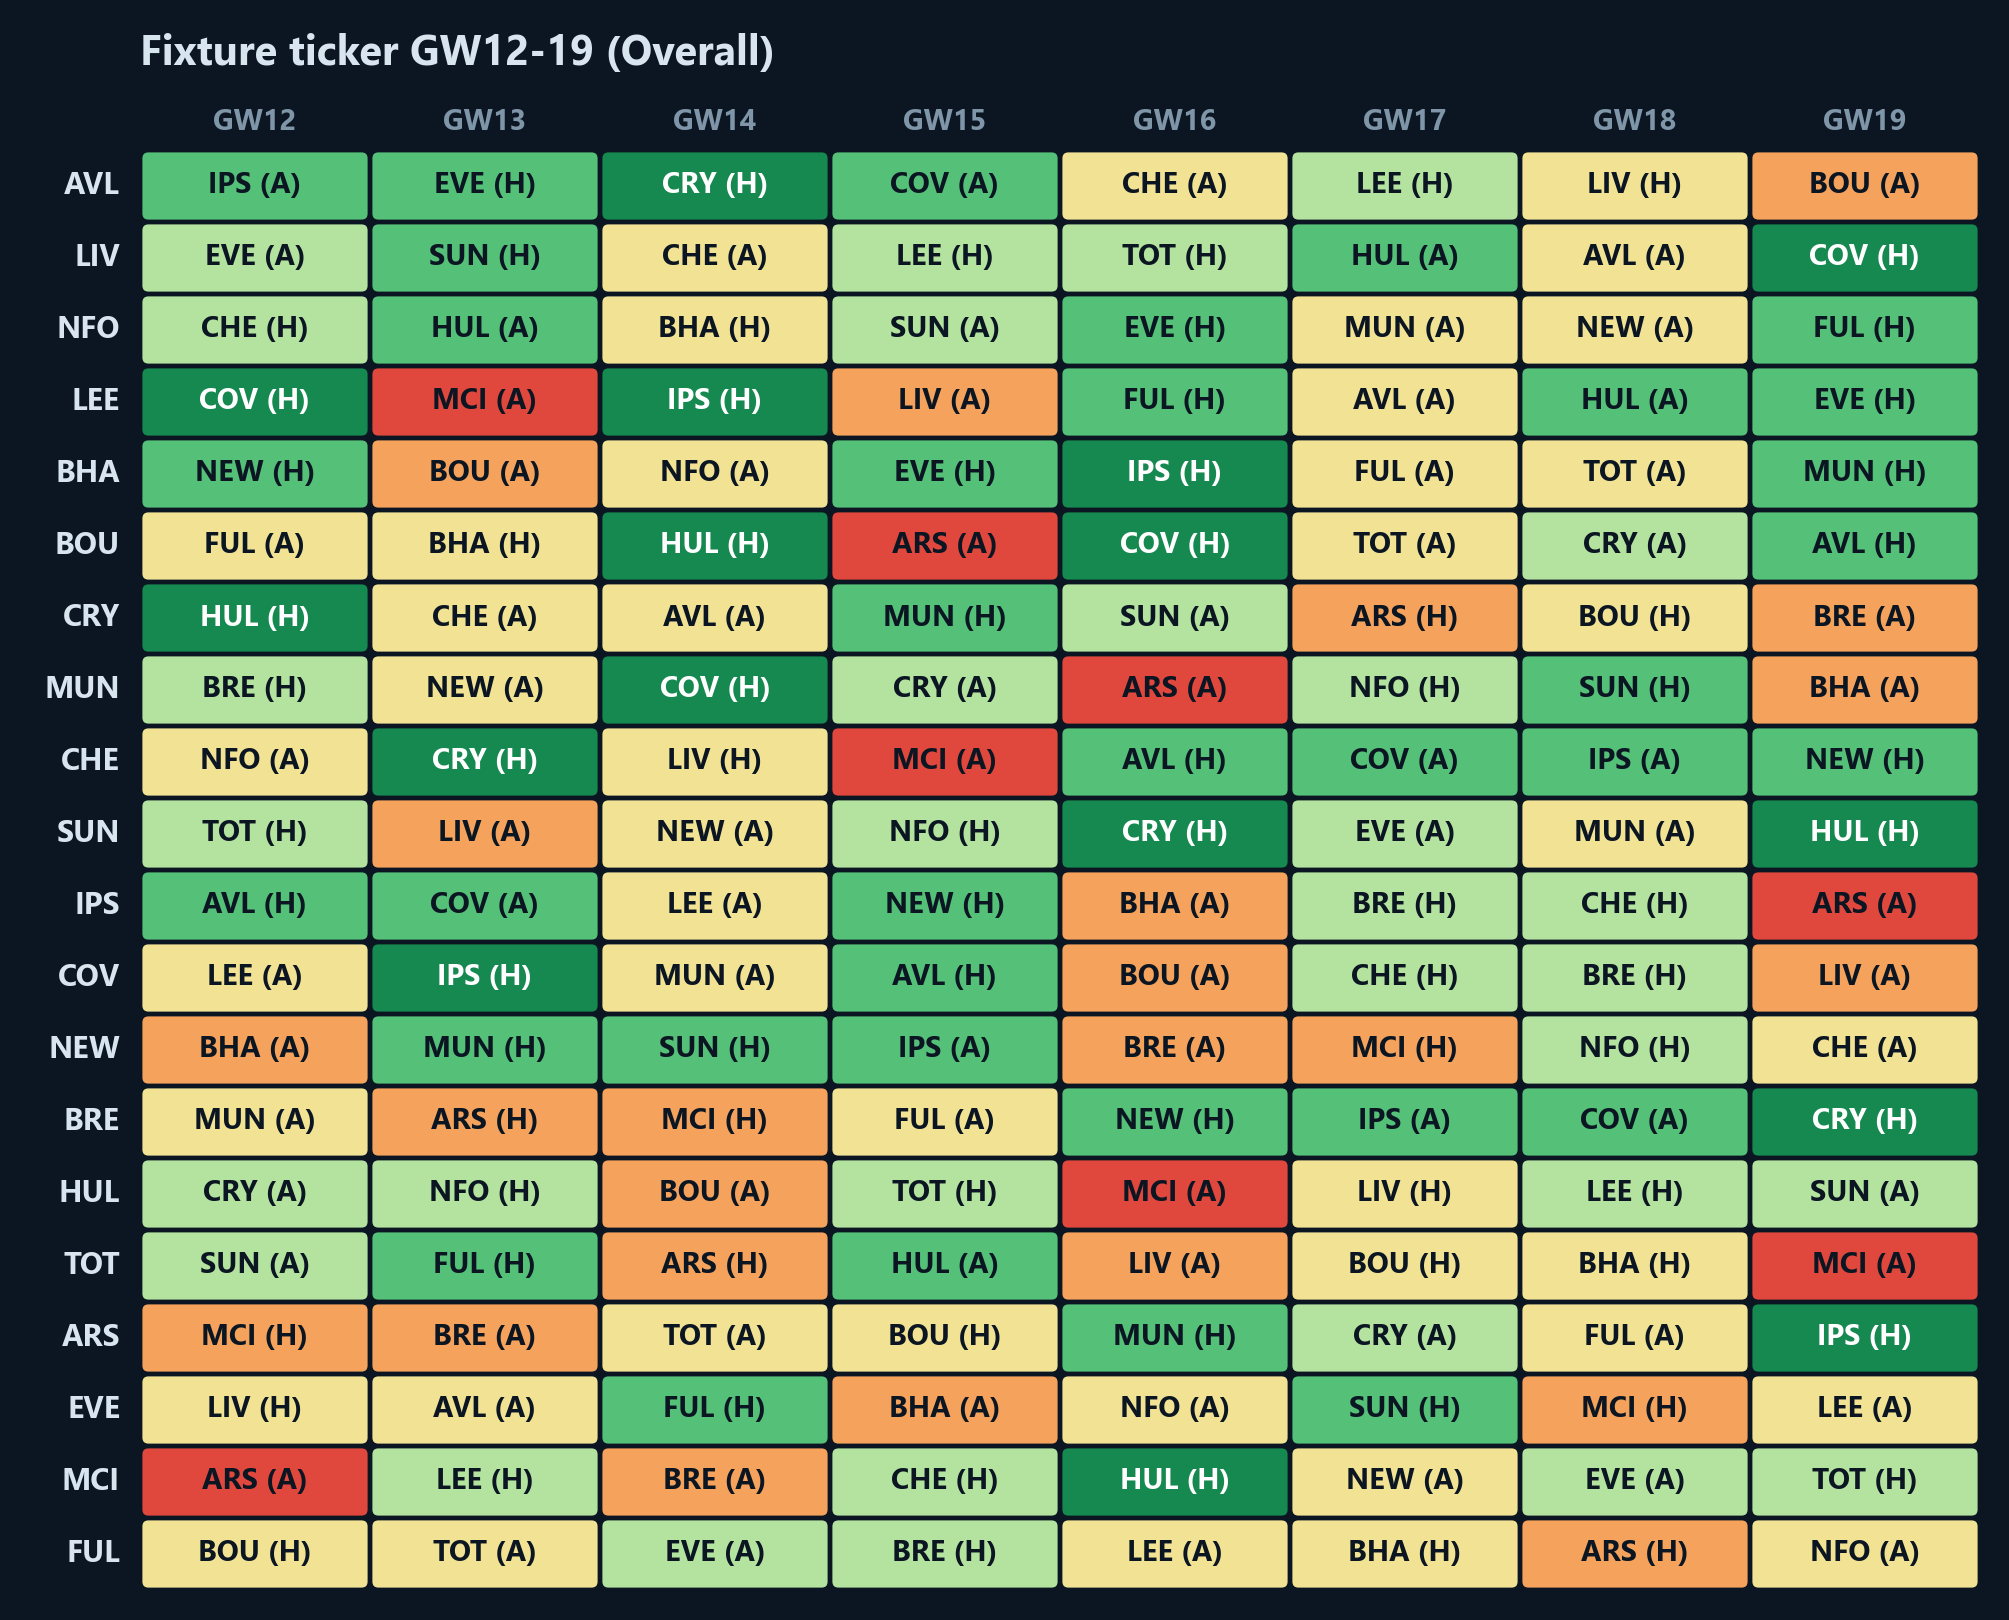 Fixture ticker GW12-19 (Overall)
GW12 GW13 GW14 GW15 GW16 GW17 GW18 GW19
AVL IPS (A) EVE (H) CRY (H) COV (A) CHE (A) LEE (H) LIV (H) BOU (A)
LIV EVE (A) SUN (H) CHE (A) LEE (H) TOT (H) HUL (A) AVL (A) COV (H)
NFO CHE (H) HUL (A) BHA (H) SUN (A) EVE (H) MUN (A) NEW (A) FUL (H)
LEE COV (H) MCI (A) IPS (H) LIV (A) FUL (H) AVL (A) HUL (A) EVE (H)
BHA NEW (H) BOU (A) NFO (A) EVE (H) IPS (H) FUL (A) TOT (A) MUN (H)
BOU FUL (A) BHA (H) HUL (H) ARS (A) COV (H) TOT (A) CRY (A) AVL (H)
CRY HUL (H) CHE (A) AVL (A) MUN (H) SUN (A) ARS (H) BOU (H) BRE (A)
MUN BRE (H) NEW (A) COV (H) CRY (A) ARS (A) NFO (H) SUN (H) BHA (A)
CHE NFO (A) CRY (H) LIV (H) MCI (A) AVL (H) COV (A) IPS (A) NEW (H)
SUN TOT (H) LIV (A) NEW (A) NFO (H) CRY (H) EVE (A) MUN (A) HUL (H)
IPS AVL (H) COV (A) LEE (A) NEW (H) BHA (A) BRE (H) CHE (H) ARS (A)
COV LEE (A) IPS (H) MUN (A) AVL (H) BOU (A) CHE (H) BRE (H) LIV (A)
NEW BHA (A) MUN (H) SUN (H) IPS (A) BRE (A) MCI (H) NFO (H) CHE (A)
BRE MUN (A) ARS (H) MCI (H) FUL (A) NEW (H) IPS (A) COV (A) CRY (H)
HUL CRY (A) NFO (H) BOU (A) TOT (H) MCI (A) LIV (H) LEE (H) SUN (A)
TOT SUN (A) FUL (H) ARS (H) HUL (A) LIV (A) BOU (H) BHA (H) MCI (A)
ARS MCI (H) BRE (A) TOT (A) BOU (H) MUN (H) CRY (A) FUL (A) IPS (H)
EVE LIV (H) AVL (A) FUL (H) BHA (A) NFO (A) SUN (H) MCI (H) LEE (A)
MCI ARS (A) LEE (H) BRE (A) CHE (H) HUL (H) NEW (A) EVE (A) TOT (H)
FUL BOU (H) TOT (A) EVE (A) BRE (H) LEE (A) BHA (H) ARS (H) NFO (A)